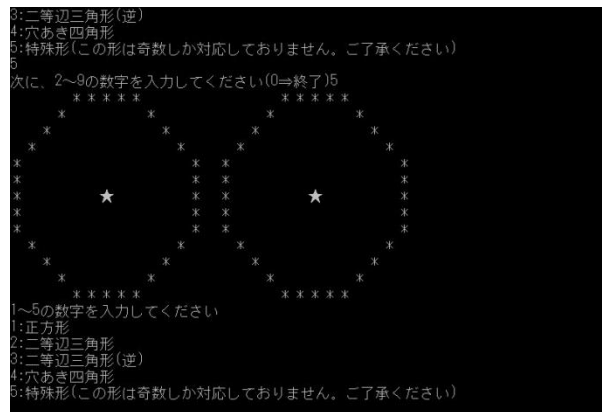 3:二等辺三角形(逆)
4:穴あき四角形
5:特殊形(この形は奇数しか対応しておりません。ご了承ください)
5
次に、2～9の数字を入力してください(0⇒終了)5
* * * * * * * * * *
* * * *
* * * *
* * * *
* * * *
* * * *
* ★ * * ★ *
* * * *
* * * *
* * * *
* * * *
* * * *
* * * * * * * * * *
1～5の数字を入力してください
1:正方形
2:二等辺三角形
3:二等辺三角形(逆)
4:穴あき四角形
5:特殊形(この形は奇数しか対応しておりません。ご了承ください)